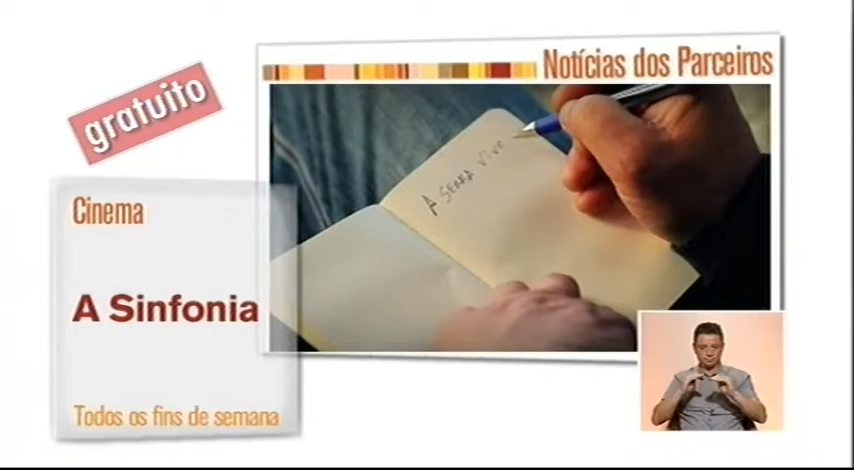 Notícias dos Parceiros
gratuito
A SERRA vive
Cinema
A Sinfonia
Todos os fins de semana